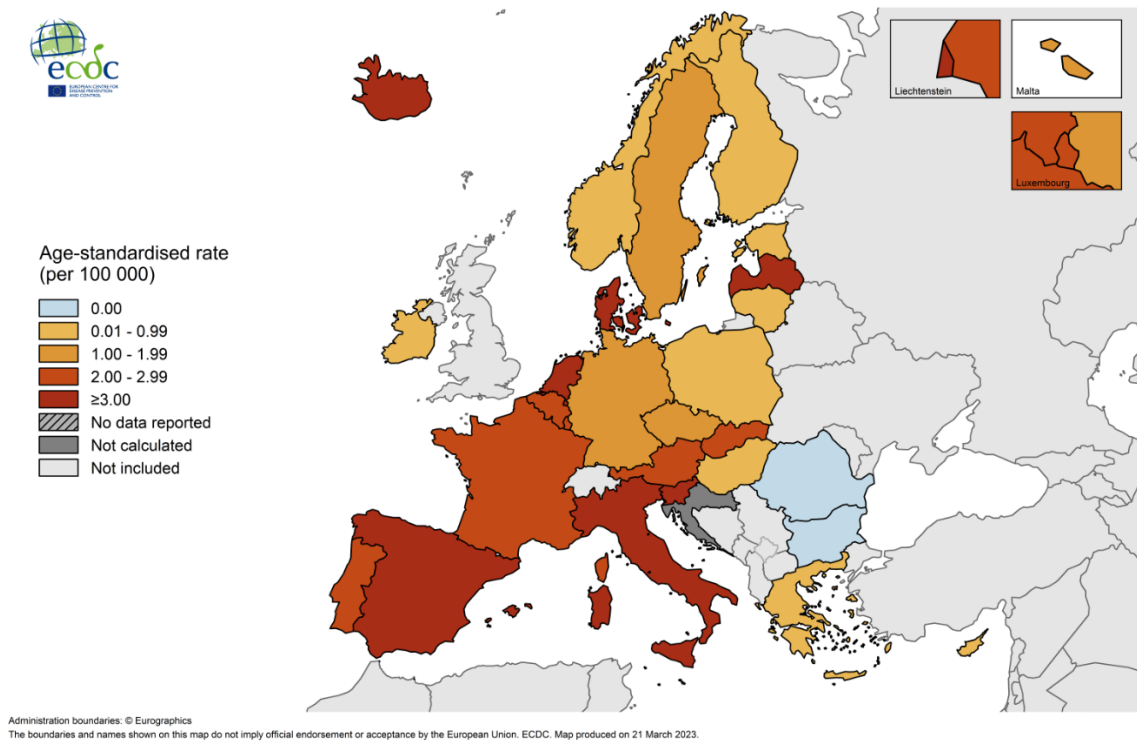 ecdc
EUROPEAN CENTRE FOR
DISEASE PREVENTION
AND CONTROL
Liechtenstein
Malta
Luxembourg
Age-standardised rate
(per 100 000)
0.00
0.01 - 0.99
1.00 - 1.99
2.00 - 2.99
≥3.00
No data reported
Not calculated
Not included
Administration boundaries: © Eurographics
The boundaries and names shown on this map do not imply official endorsement or acceptance by the European Union. ECDC. Map produced on 21 March 2023.